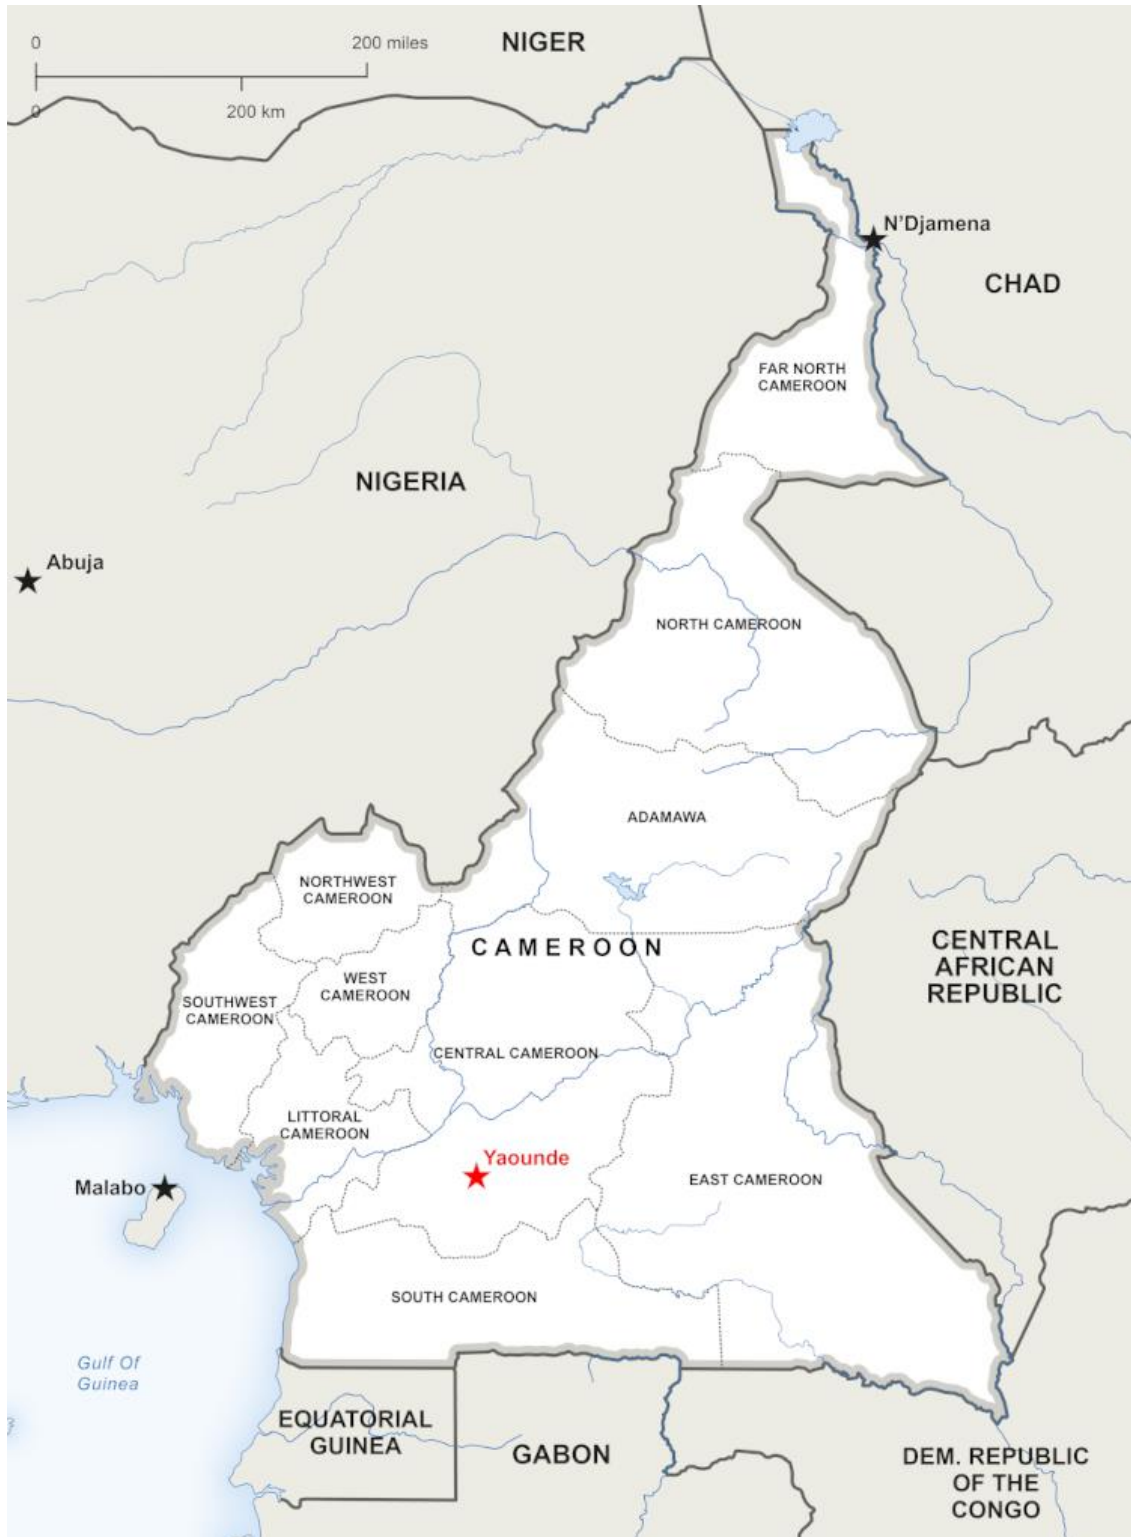 0
200 miles
0
200 km
NIGER
N'Djamena
CHAD
FAR NORTH
CAMEROON
NIGERIA
Abuja
NORTH CAMEROON
ADAMAWA
NORTHWEST
CAMEROON
CAMEROON
CENTRAL
AFRICAN
REPUBLIC
WEST
CAMEROON
SOUTHWEST
CAMEROON
CENTRAL CAMEROON
LITTORAL
CAMEROON
Yaounde
EAST CAMEROON
Malabo
SOUTH CAMEROON
Gulf Of
Guinea
EQUATORIAL
GUINEA
GABON
DEM. REPUBLIC
OF THE
CONGO